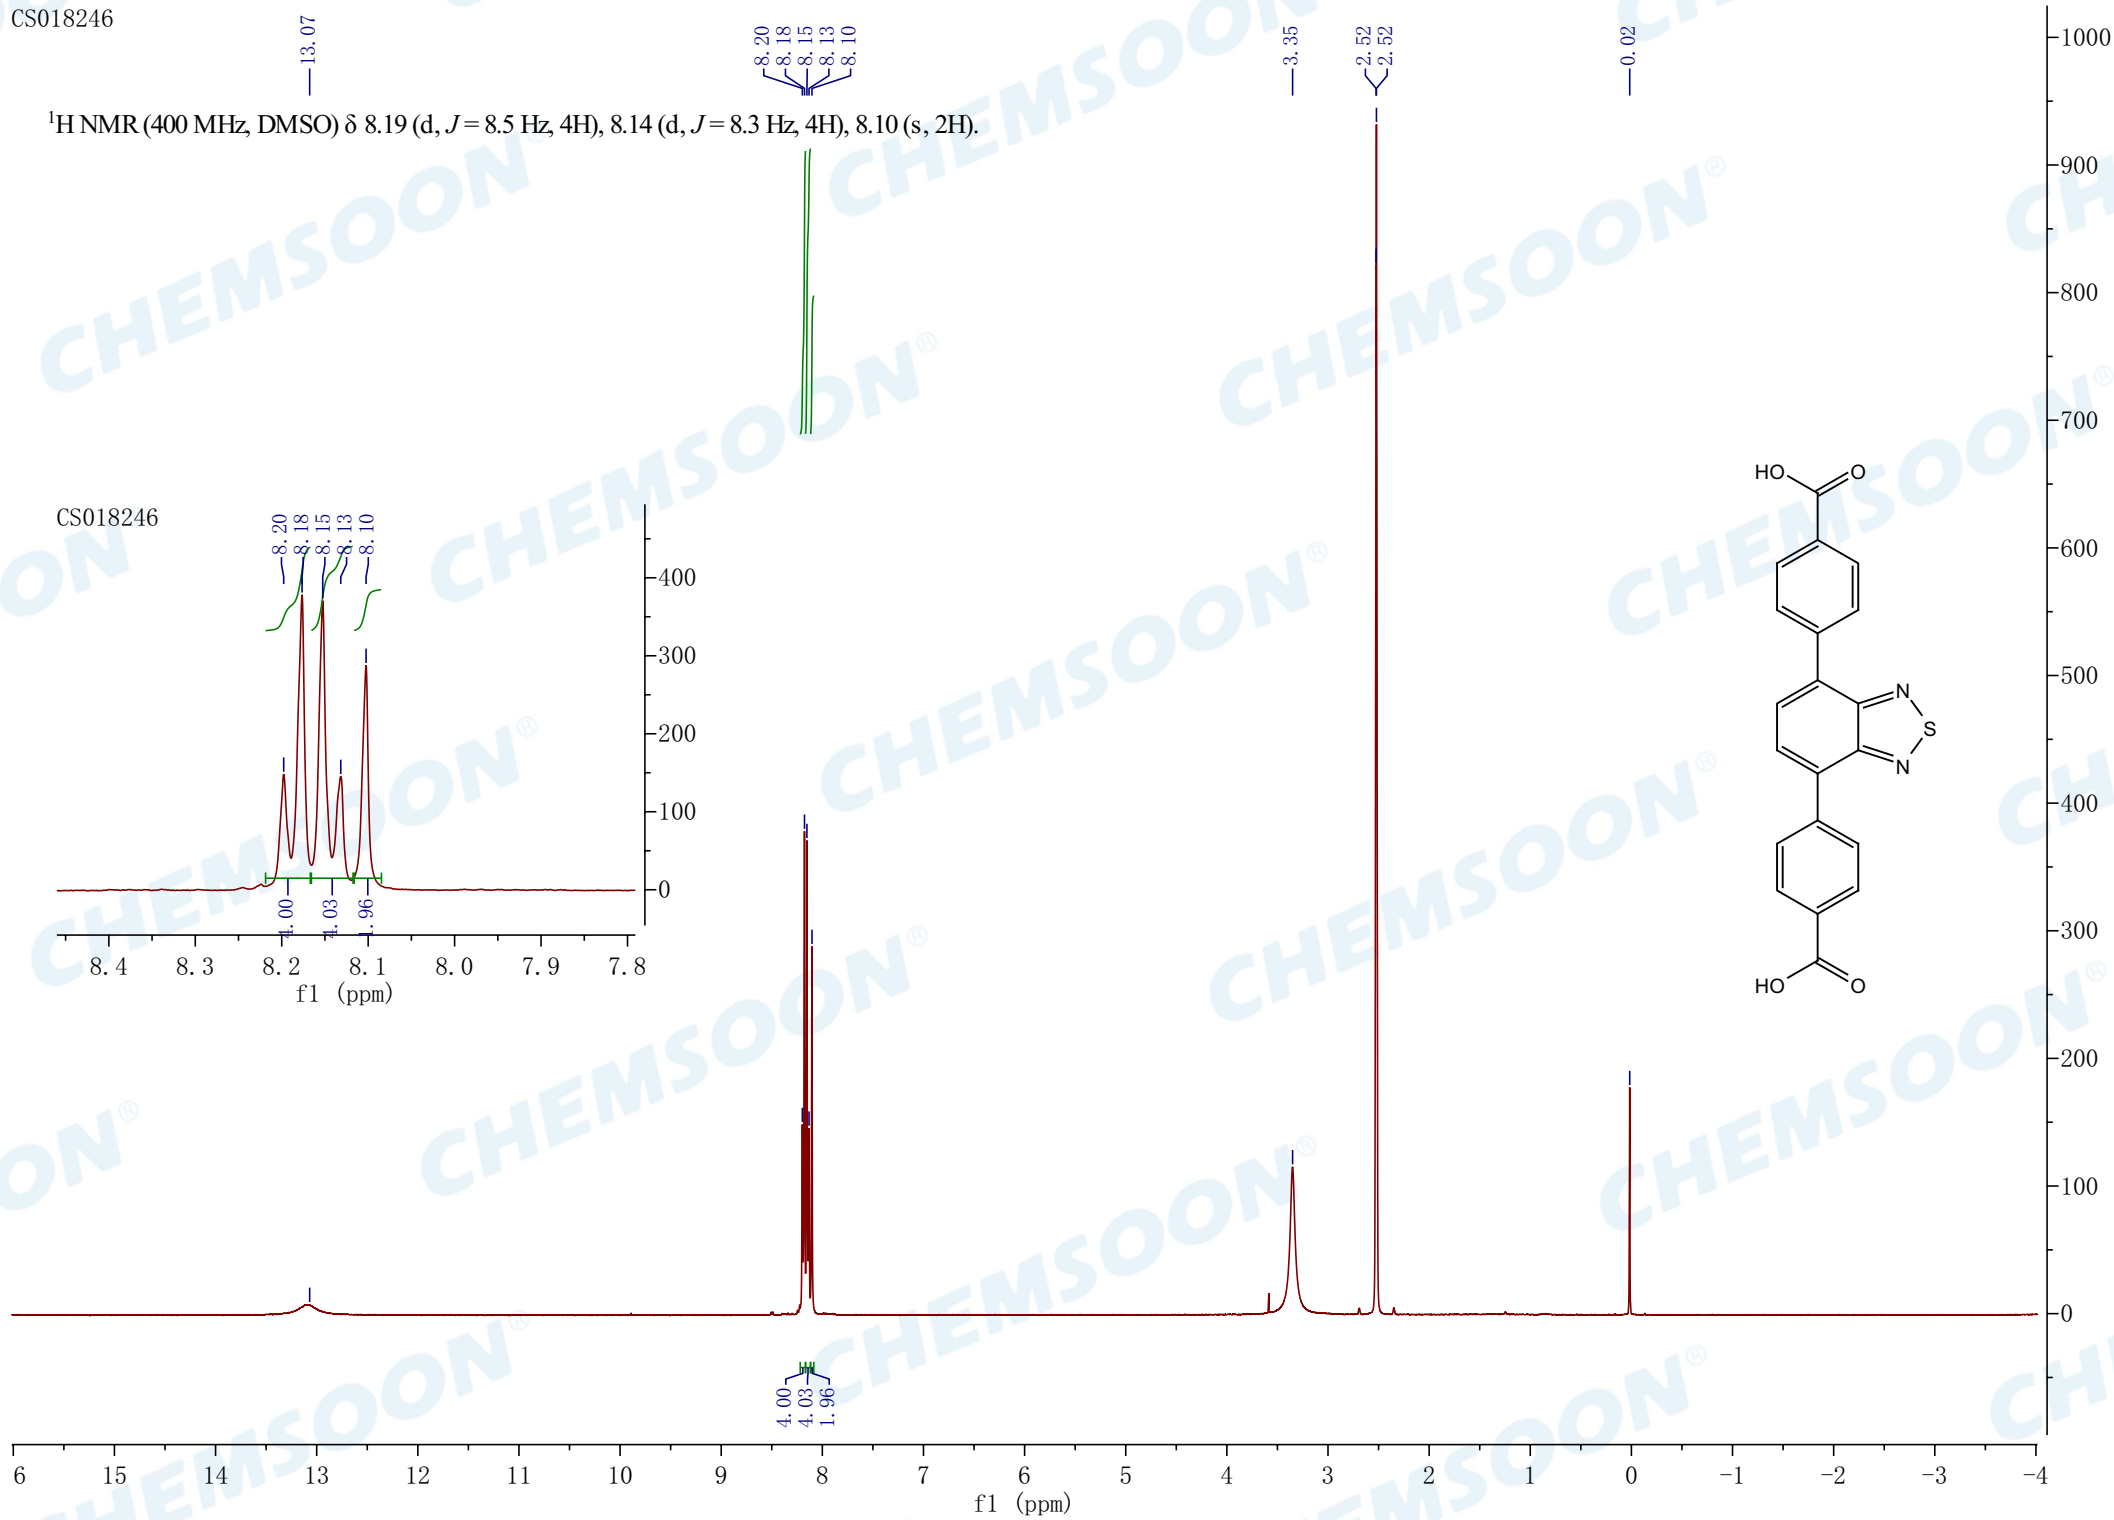 CS018246
13.07
8.20
8.18
8.15
8.13
8.10
3.35
2.52
2.52
0.02
¹H NMR (400 MHz, DMSO) δ 8.19 (d, J = 8.5 Hz, 4H), 8.14 (d, J = 8.3 Hz, 4H), 8.10 (s, 2H).
CS018246
8.20
8.18
8.15
8.13
8.10
400
300
200
100
0
4.00
4.03
1.96
8.4 8.3 8.2 8.1 8.0 7.9 7.8
f1 (ppm)
HO O
N
S
N
HO O
1000
900
800
700
600
500
400
300
200
100
0
4.00
4.03
1.96
6 15 14 13 12 11 10 9 8 7 6 5 4 3 2 1 0 -1 -2 -3 -4
f1 (ppm)
CHEMSOON®